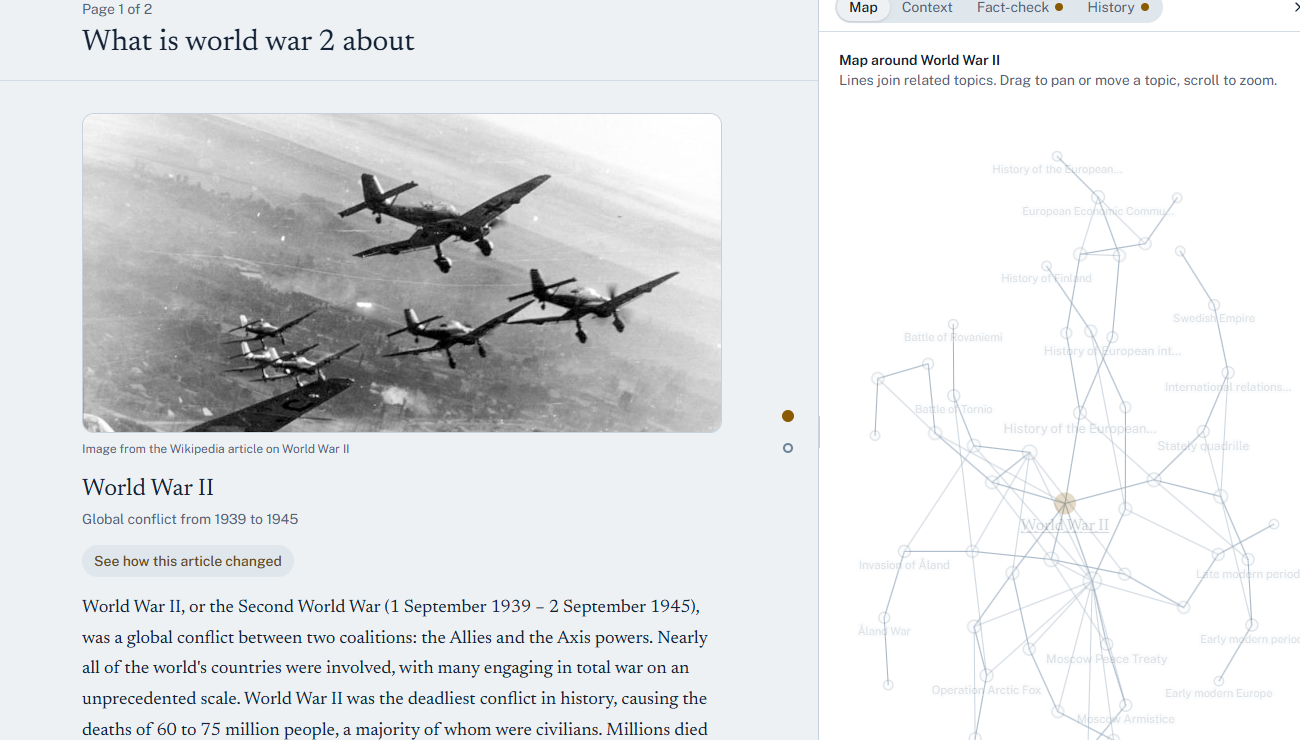 Page 1 of 2
What is world war 2 about
Image from the Wikipedia article on World War II
World War II
Global conflict from 1939 to 1945
See how this article changed
World War II, or the Second World War (1 September 1939 – 2 September 1945),
was a global conflict between two coalitions: the Allies and the Axis powers. Nearly
all of the world's countries were involved, with many engaging in total war on an
unprecedented scale. World War II was the deadliest conflict in history, causing the
deaths of 60 to 75 million people, a majority of whom were civilians. Millions died
Map Context Fact-check History
Map around World War II
Lines join related topics. Drag to pan or move a topic, scroll to zoom.
History of the European...
European Economic Commu...
History of Finland
Swedish Empire
Battle of Rovaniemi
History of European int...
International relations...
Battle of Tornio
History of the European...
Stately quadrille
World War II
Invasion of Åland
Late modern period
Åland War
Early modern period
Moscow Peace Treaty
Operation Arctic Fox
Early modern Europe
Moscow Armistice